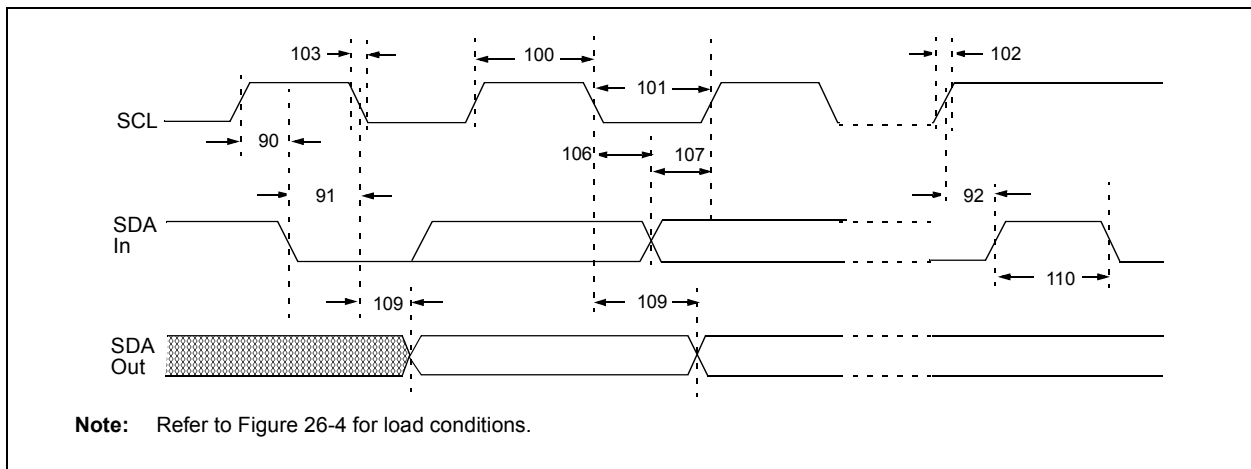 103
100
102
101
SCL
90
106
107
91
92
SDA
In
109
109
110
SDA
Out
Note: Refer to Figure 26-4 for load conditions.